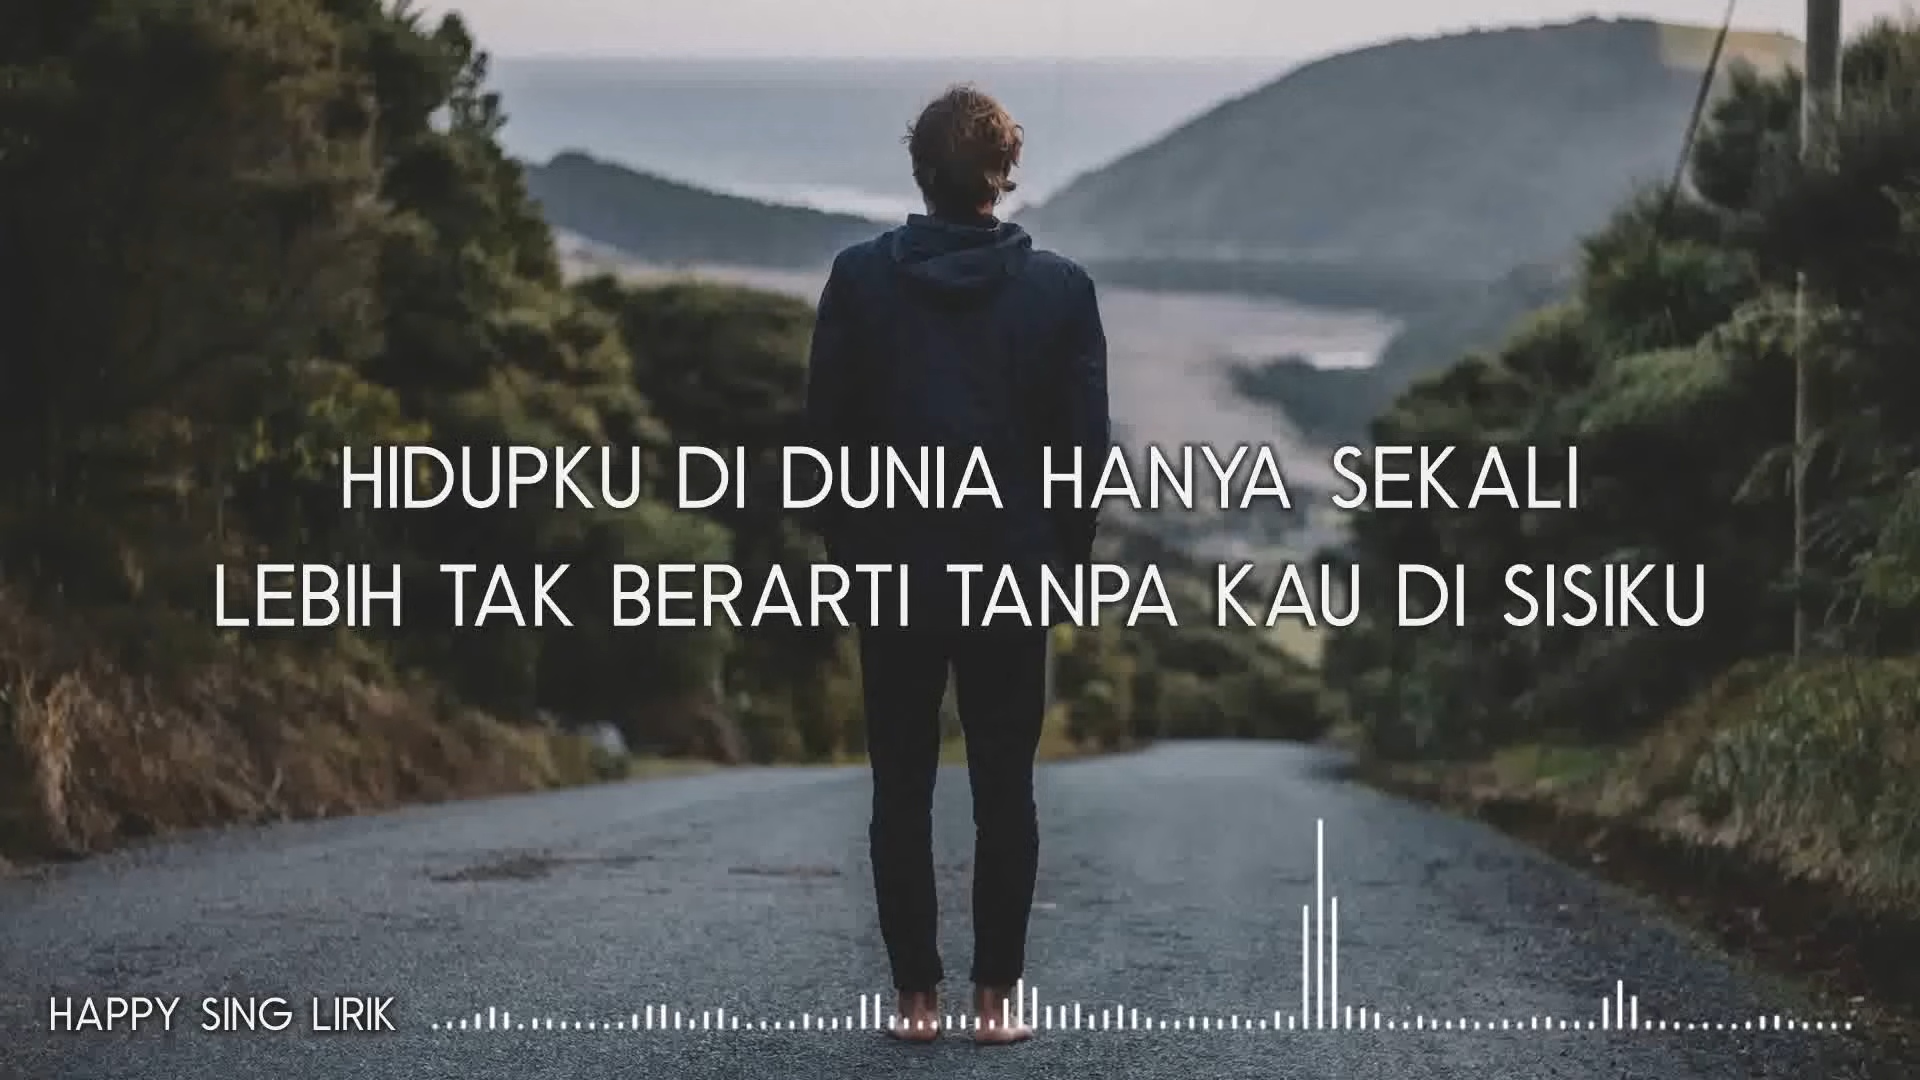 HIDUPKU DI DUNIA HANYA SEKALI
LEBIH TAK BERARTI TANPA KAU DI SISIKU
HAPPY SING LIRIK